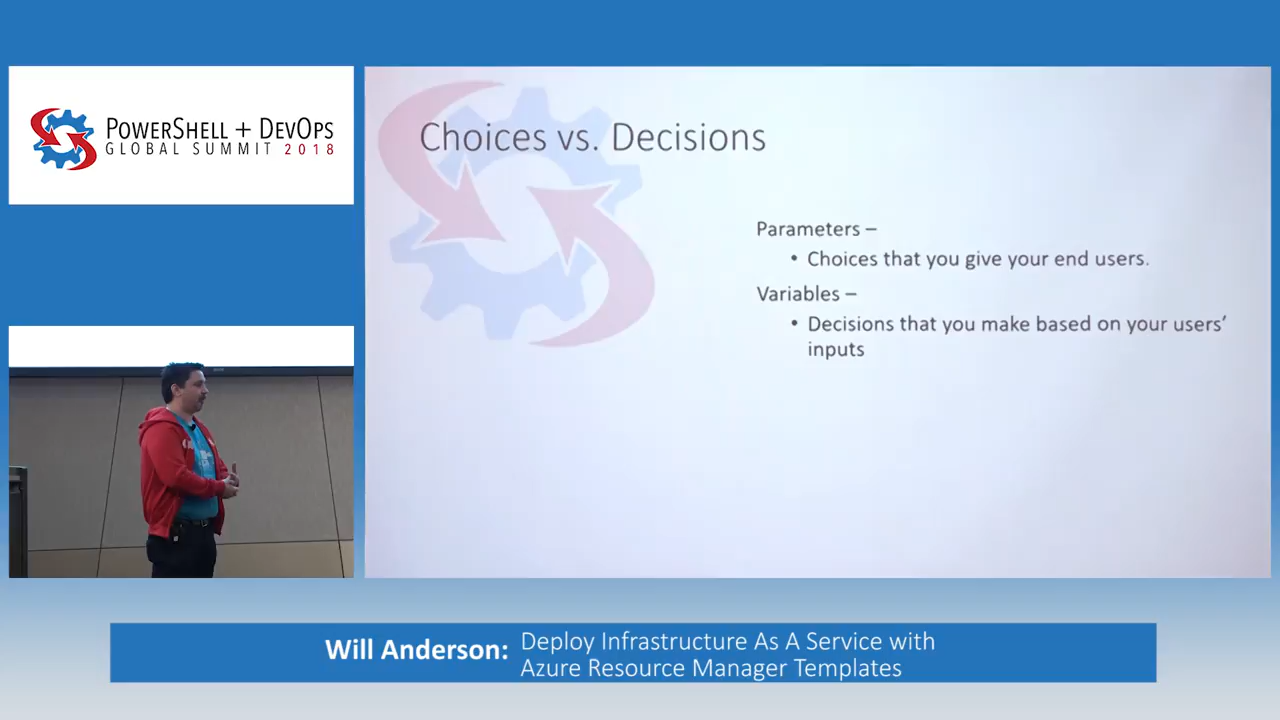 POWERSHELL + DEVOPS
GLOBAL SUMMIT 2018
Choices vs. Decisions
Parameters –
• Choices that you give your end users.
Variables –
• Decisions that you make based on your users’
inputs
Will Anderson:
Deploy Infrastructure As A Service with
Azure Resource Manager Templates